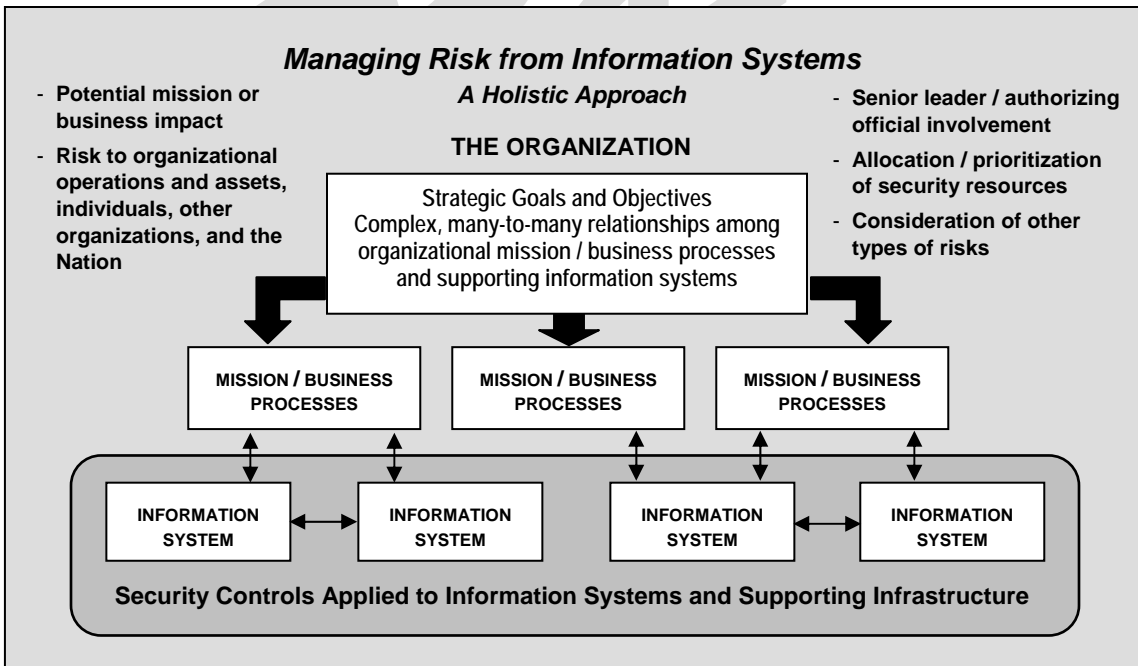 Managing Risk from Information Systems
A Holistic Approach
- Potential mission or
business impact
- Risk to organizational
operations and assets,
individuals, other
organizations, and the
Nation
- Senior leader / authorizing
official involvement
- Allocation / prioritization
of security resources
- Consideration of other
types of risks
THE ORGANIZATION
Strategic Goals and Objectives
Complex, many-to-many relationships among
organizational mission / business processes
and supporting information systems
MISSION / BUSINESS
PROCESSES
MISSION / BUSINESS
PROCESSES
MISSION / BUSINESS
PROCESSES
INFORMATION
SYSTEM
INFORMATION
SYSTEM
INFORMATION
SYSTEM
INFORMATION
SYSTEM
Security Controls Applied to Information Systems and Supporting Infrastructure